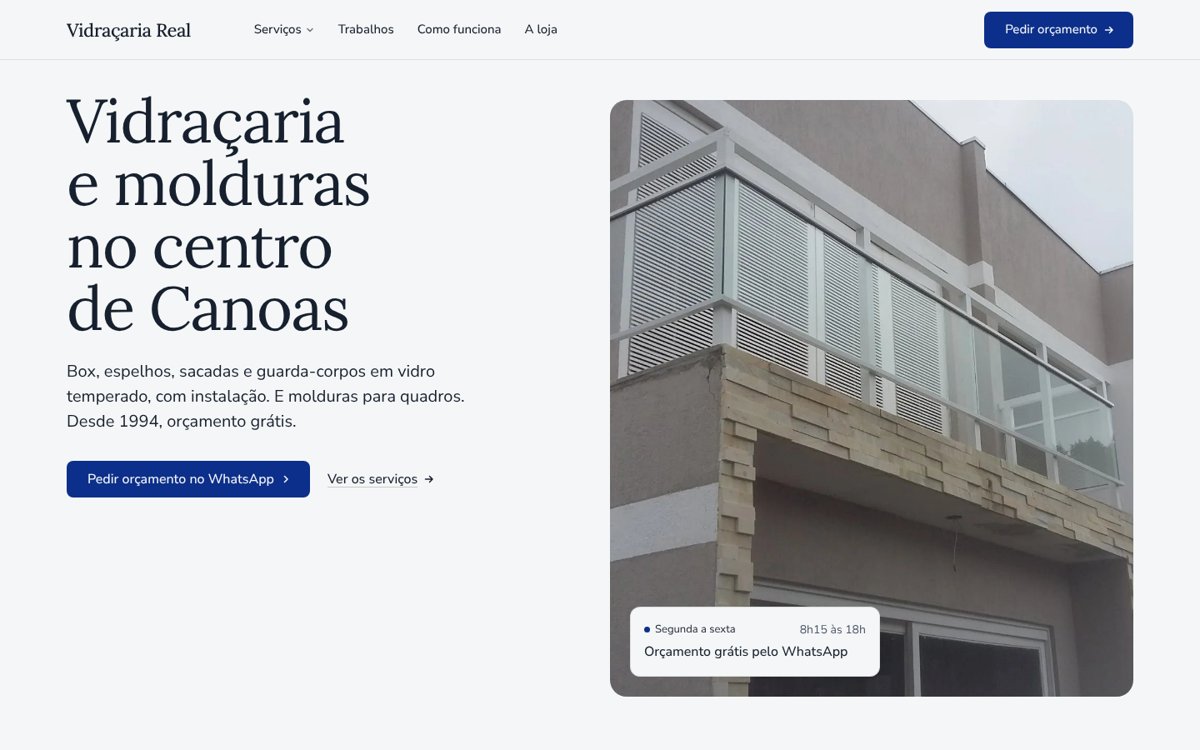 Vidraçaria Real
Serviços
Trabalhos
Como funciona
A loja
Pedir orçamento
Vidraçaria
e molduras
no centro
de Canoas
Box, espelhos, sacadas e guarda-corpos em vidro
temperado, com instalação. E molduras para quadros.
Desde 1994, orçamento grátis.
Pedir orçamento no WhatsApp
Ver os serviços
Segunda a sexta
8h15 às 18h
Orçamento grátis pelo WhatsApp